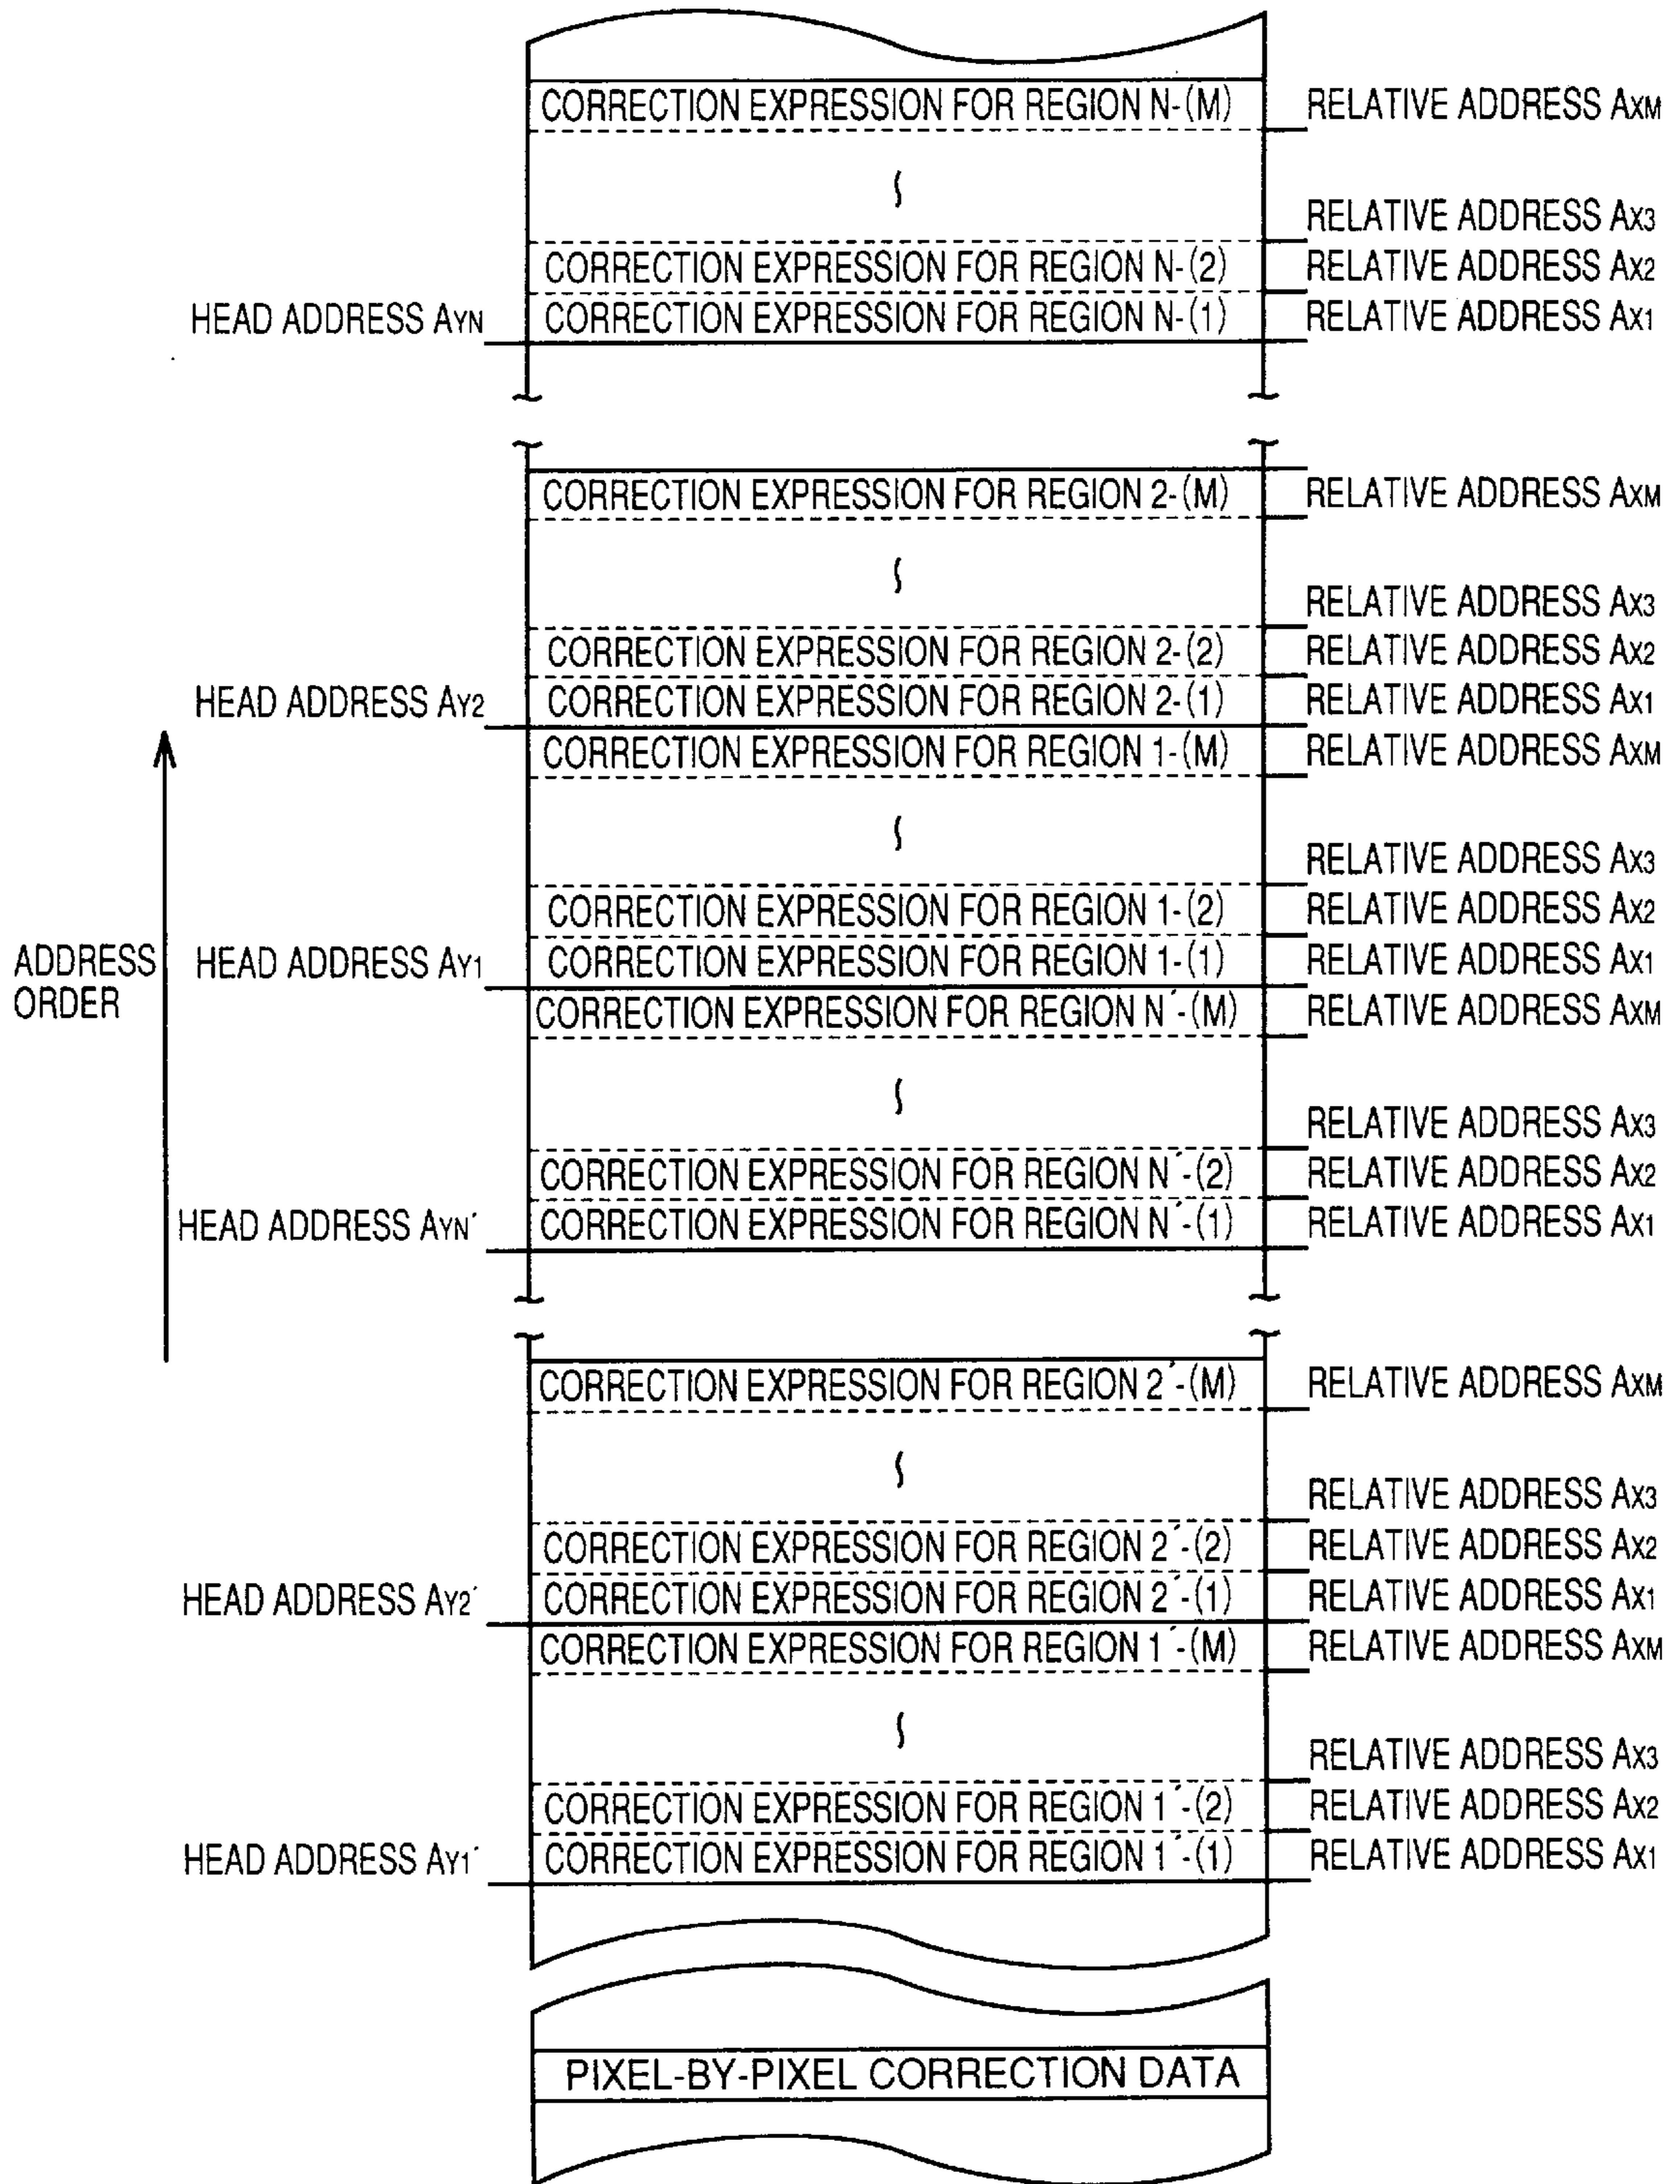 CORRECTION EXPRESSION FOR REGION N-(M) RELATIVE ADDRESS AXM
RELATIVE ADDRESS AX3
CORRECTION EXPRESSION FOR REGION N-(2) RELATIVE ADDRESS AX2
HEAD ADDRESS AYN CORRECTION EXPRESSION FOR REGION N-(1) RELATIVE ADDRESS AX1
CORRECTION EXPRESSION FOR REGION 2-(M) RELATIVE ADDRESS AXM
RELATIVE ADDRESS AX3
CORRECTION EXPRESSION FOR REGION 2-(2) RELATIVE ADDRESS AX2
HEAD ADDRESS AY2 CORRECTION EXPRESSION FOR REGION 2-(1) RELATIVE ADDRESS AX1
CORRECTION EXPRESSION FOR REGION 1-(M) RELATIVE ADDRESS AXM
RELATIVE ADDRESS AX3
CORRECTION EXPRESSION FOR REGION 1-(2) RELATIVE ADDRESS AX2
ADDRESS ORDER
HEAD ADDRESS AY1 CORRECTION EXPRESSION FOR REGION 1-(1) RELATIVE ADDRESS AX1
CORRECTION EXPRESSION FOR REGION N´-(M) RELATIVE ADDRESS AXM
RELATIVE ADDRESS AX3
CORRECTION EXPRESSION FOR REGION N´-(2) RELATIVE ADDRESS AX2
HEAD ADDRESS AYN´ CORRECTION EXPRESSION FOR REGION N´-(1) RELATIVE ADDRESS AX1
CORRECTION EXPRESSION FOR REGION 2´-(M) RELATIVE ADDRESS AXM
RELATIVE ADDRESS AX3
CORRECTION EXPRESSION FOR REGION 2´-(2) RELATIVE ADDRESS AX2
HEAD ADDRESS AY2´ CORRECTION EXPRESSION FOR REGION 2´-(1) RELATIVE ADDRESS AX1
CORRECTION EXPRESSION FOR REGION 1´-(M) RELATIVE ADDRESS AXM
RELATIVE ADDRESS AX3
CORRECTION EXPRESSION FOR REGION 1´-(2) RELATIVE ADDRESS AX2
HEAD ADDRESS AY1´ CORRECTION EXPRESSION FOR REGION 1´-(1) RELATIVE ADDRESS AX1
PIXEL-BY-PIXEL CORRECTION DATA